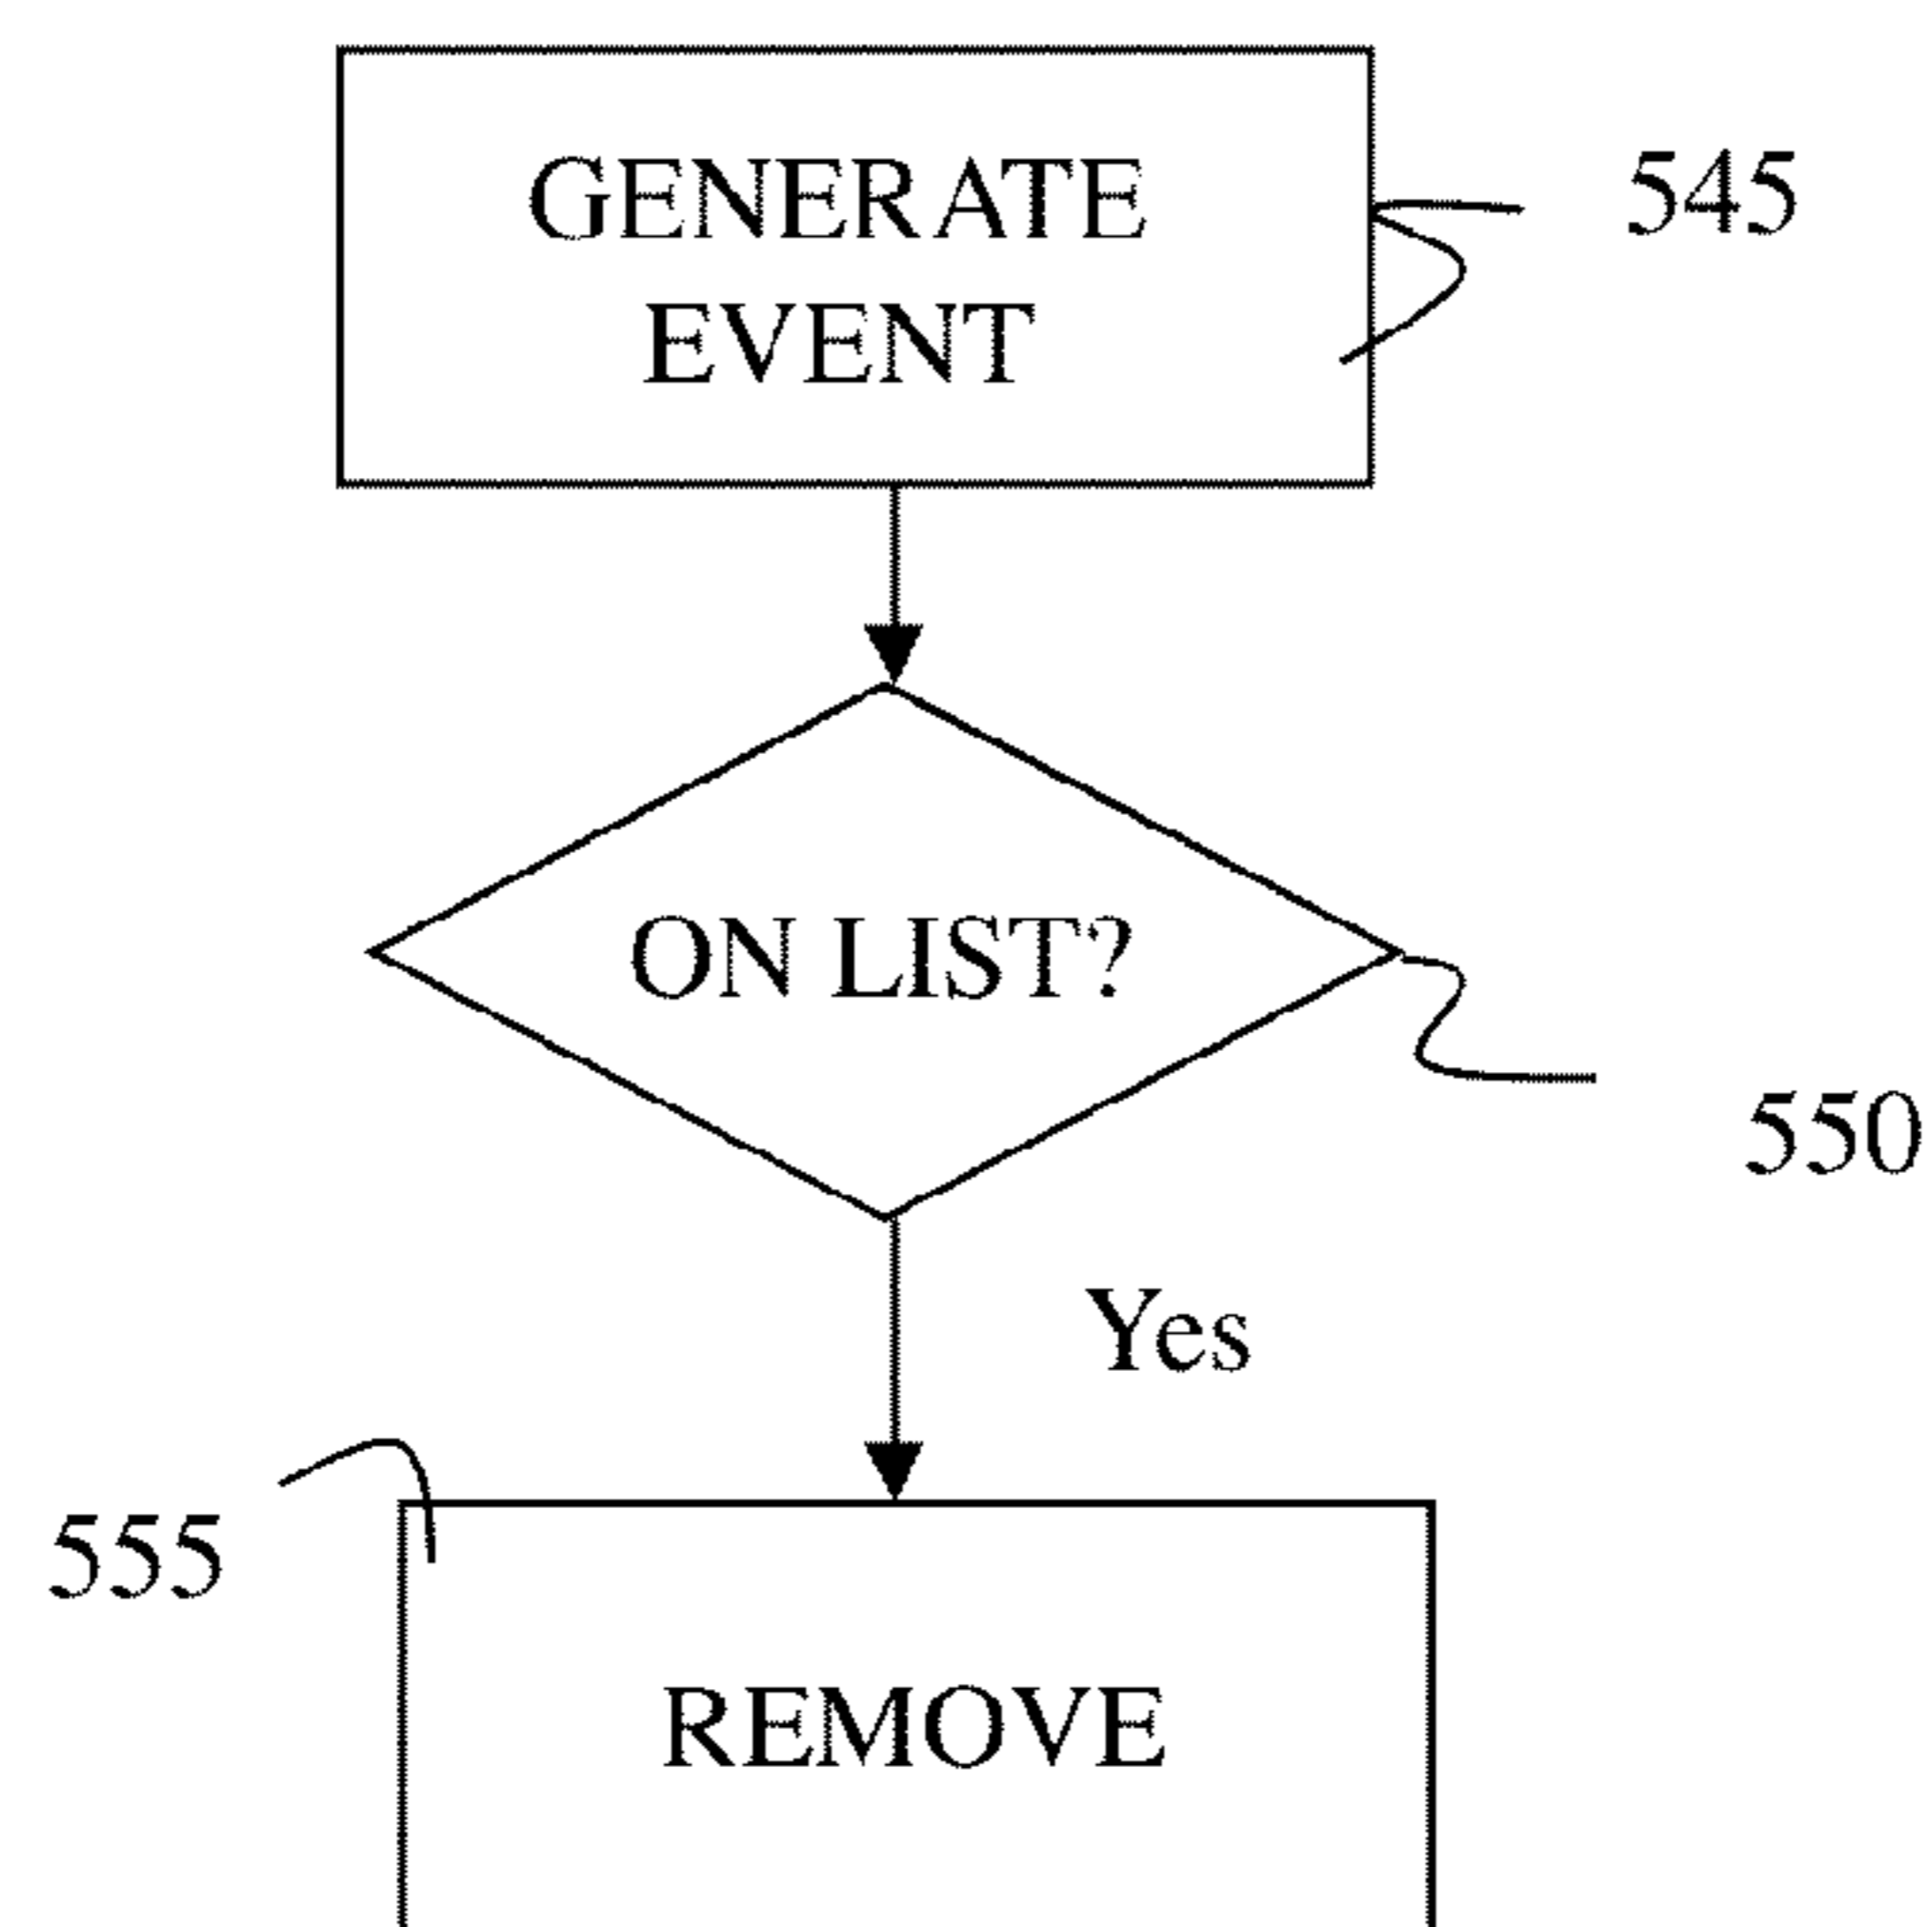 GENERATE
EVENT
545
ON LIST?
550
Yes
555
REMOVE